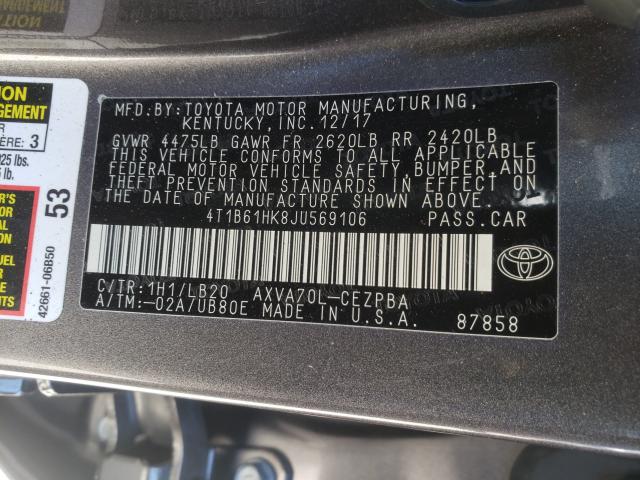 MFD.BY:TOYOTA MOTOR MANUFACTURING,
KENTUCKY, INC. 12/17
GVWR 4475LB GAWR FR 2620LB RR 2420LB
THIS VEHICLE CONFORMS TO ALL APPLICABLE
FEDERAL MOTOR VEHICLE SAFETY, BUMPER, AND
THEFT PREVENTION STANDARDS IN EFFECT ON
THE DATE OF MANUFACTURE SHOWN ABOVE.
4T1B61HK8JU569106 PASS.CAR
C/TR:1H1/LB20 AXVA70L-CEZPBA
A/TM:-02A/UB80E MADE IN U.S.A.
87858
53
42661-06B50